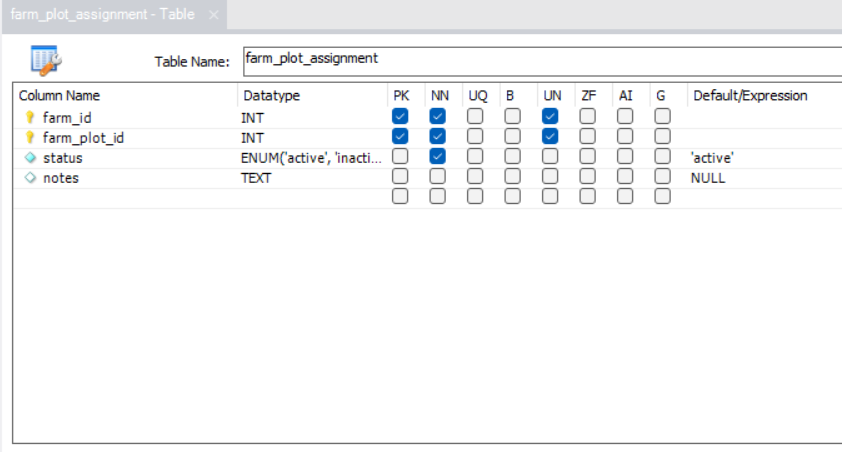 farm_plot_assignment - Table ×
Table Name: farm_plot_assignment
Column Name Datatype PK NN UQ B UN ZF AI G Default/Expression
farm_id INT
farm_plot_id INT
status ENUM('active', 'inacti... 'active'
notes TEXT NULL